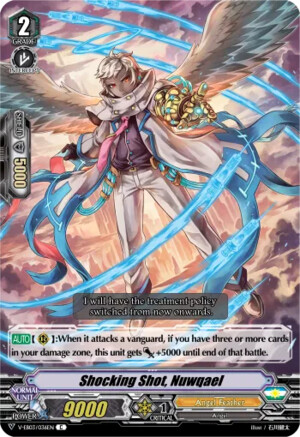 2
GRADE
INTERCEPT
SHIELD
5000
I will have the treatment policy
switched from now onwards.
AUTO :When it attacks a vanguard, if you have three or more cards
in your damage zone, this unit gets +5000 until end of that battle.
Shocking Shot, Nuwqael
NORMAL
UNIT
POWER
9000
1
CRITICAL
Angel Feather
Angel
V-EB03/036EN C